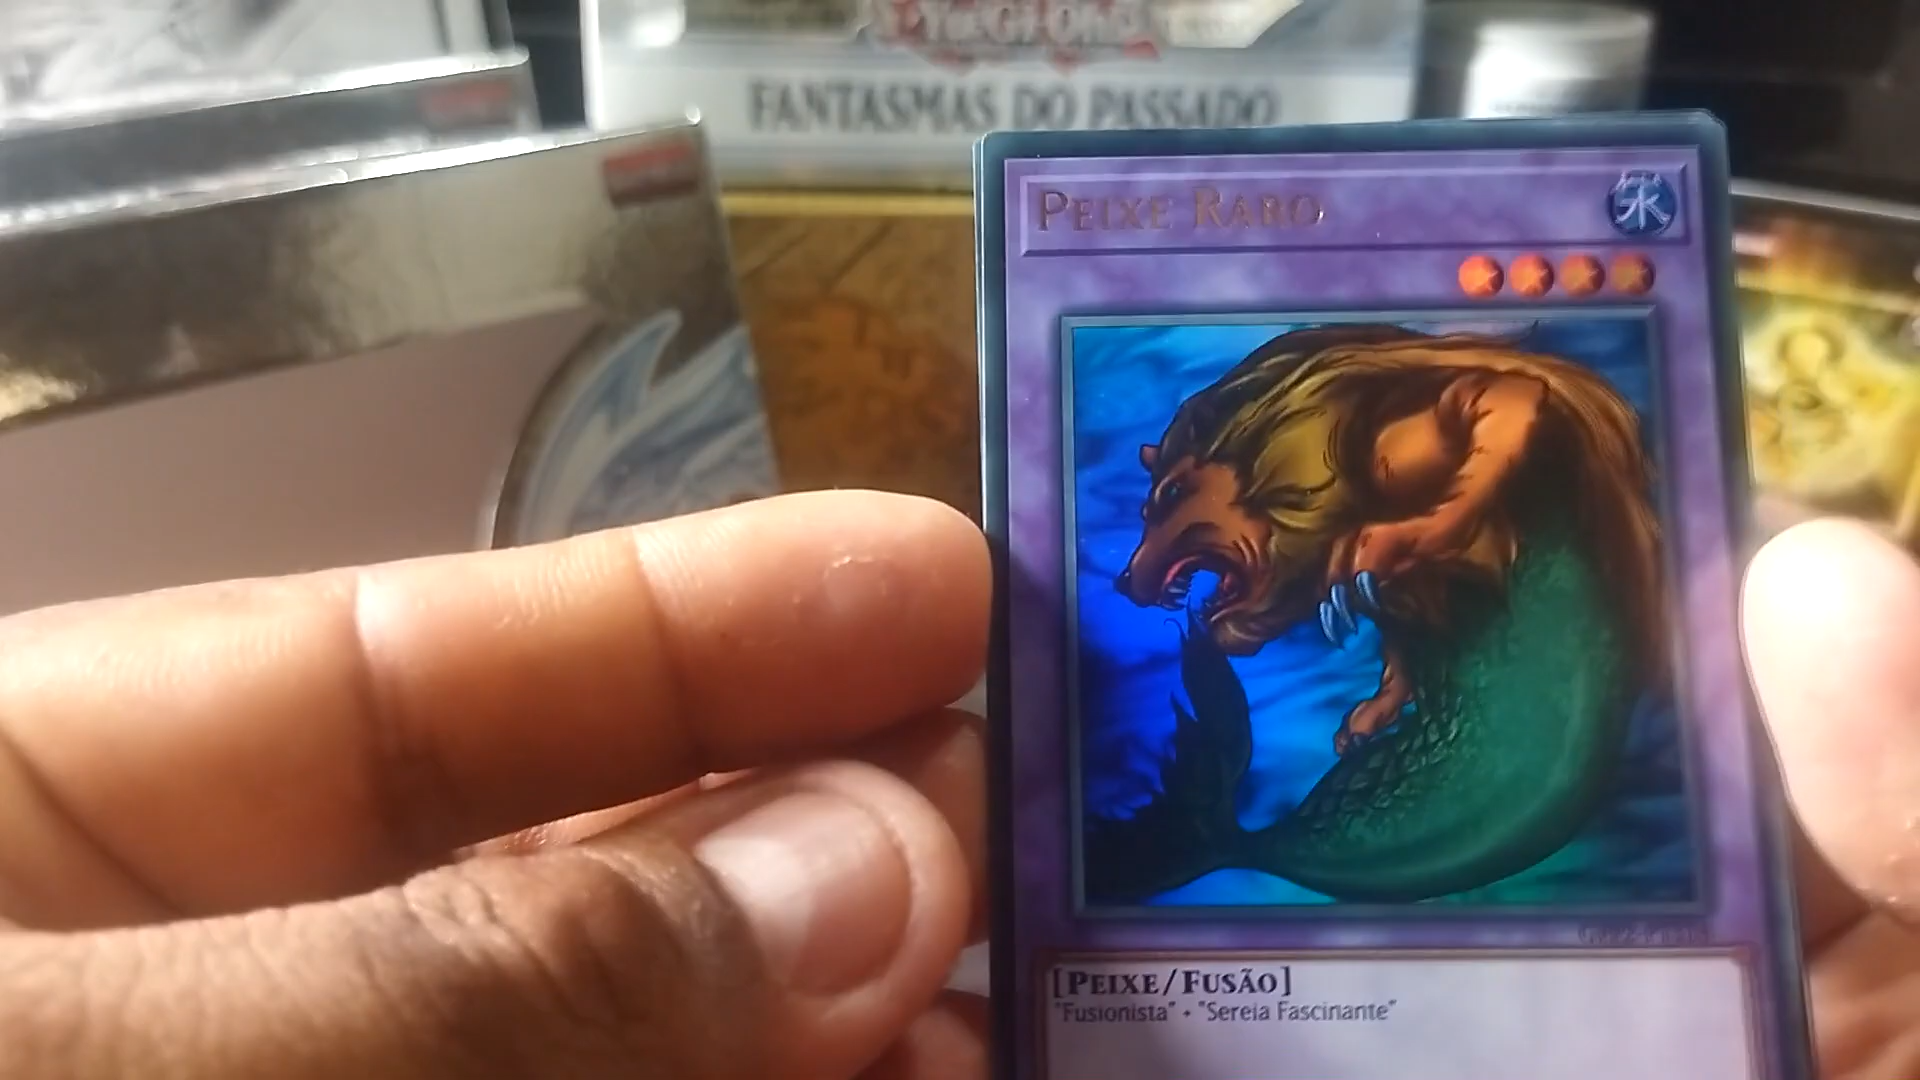 Yu-Gi-Oh!
FANTASMAS DO PASSADO
PEIXE RARO
水
[PEIXE/FUSÃO]
"Fusionista" + "Sereia Fascinante"